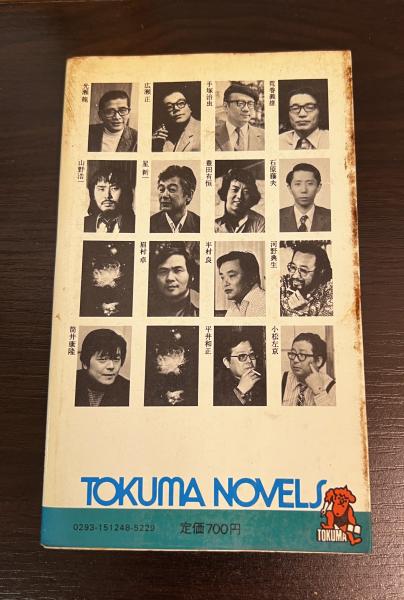 荒巻義雄
手塚治虫
広瀬正
光瀬龍
石原藤夫
豊田有恒
星新一
山野浩一
河野典生
半村良
眉村卓
小松左京
平井和正
筒井康隆
TOKUMA NOVELS
0293-151248-5229
定価700円
TOKUMA